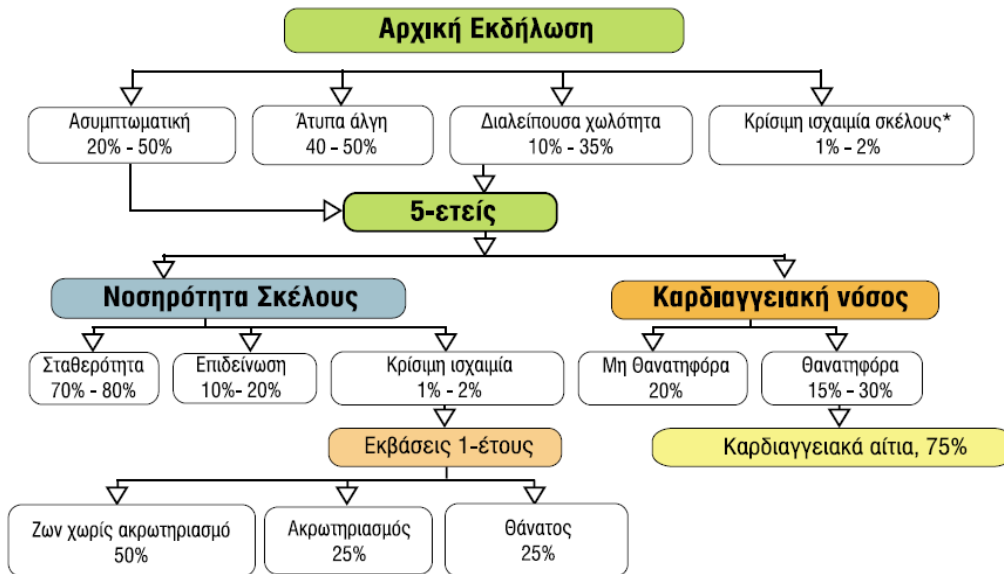 Αρχική Εκδήλωση
Ασυμπτωματική
20% - 50%
Άτυπα άλγη
40 - 50%
Διαλείπουσα χωλότητα
10% - 35%
Κρίσιμη ισχαιμία σκέλους*
1% - 2%
5-ετείς
Νοσηρότητα Σκέλους
Καρδιαγγειακή νόσος
Σταθερότητα
70% - 80%
Επιδείνωση
10%- 20%
Κρίσιμη ισχαιμία
1% - 2%
Μη Θανατηφόρα
20%
Θανατηφόρα
15% - 30%
Εκβάσεις 1-έτους
Καρδιαγγειακά αίτια, 75%
Ζων χωρίς ακρωτηριασμό
50%
Ακρωτηριασμός
25%
Θάνατος
25%